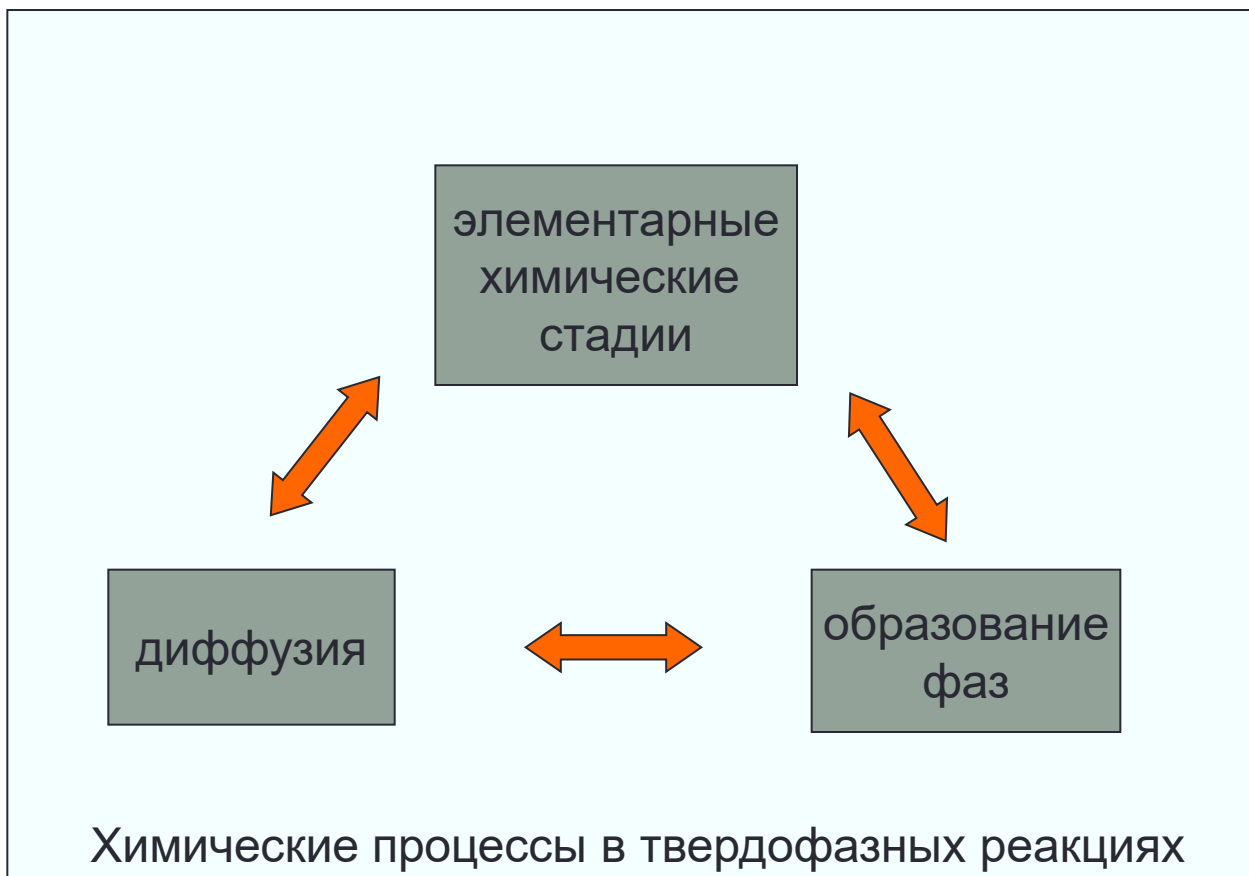 элементарные
химические
стадии
диффузия
образование
фаз
Химические процессы в твердофазных реакциях